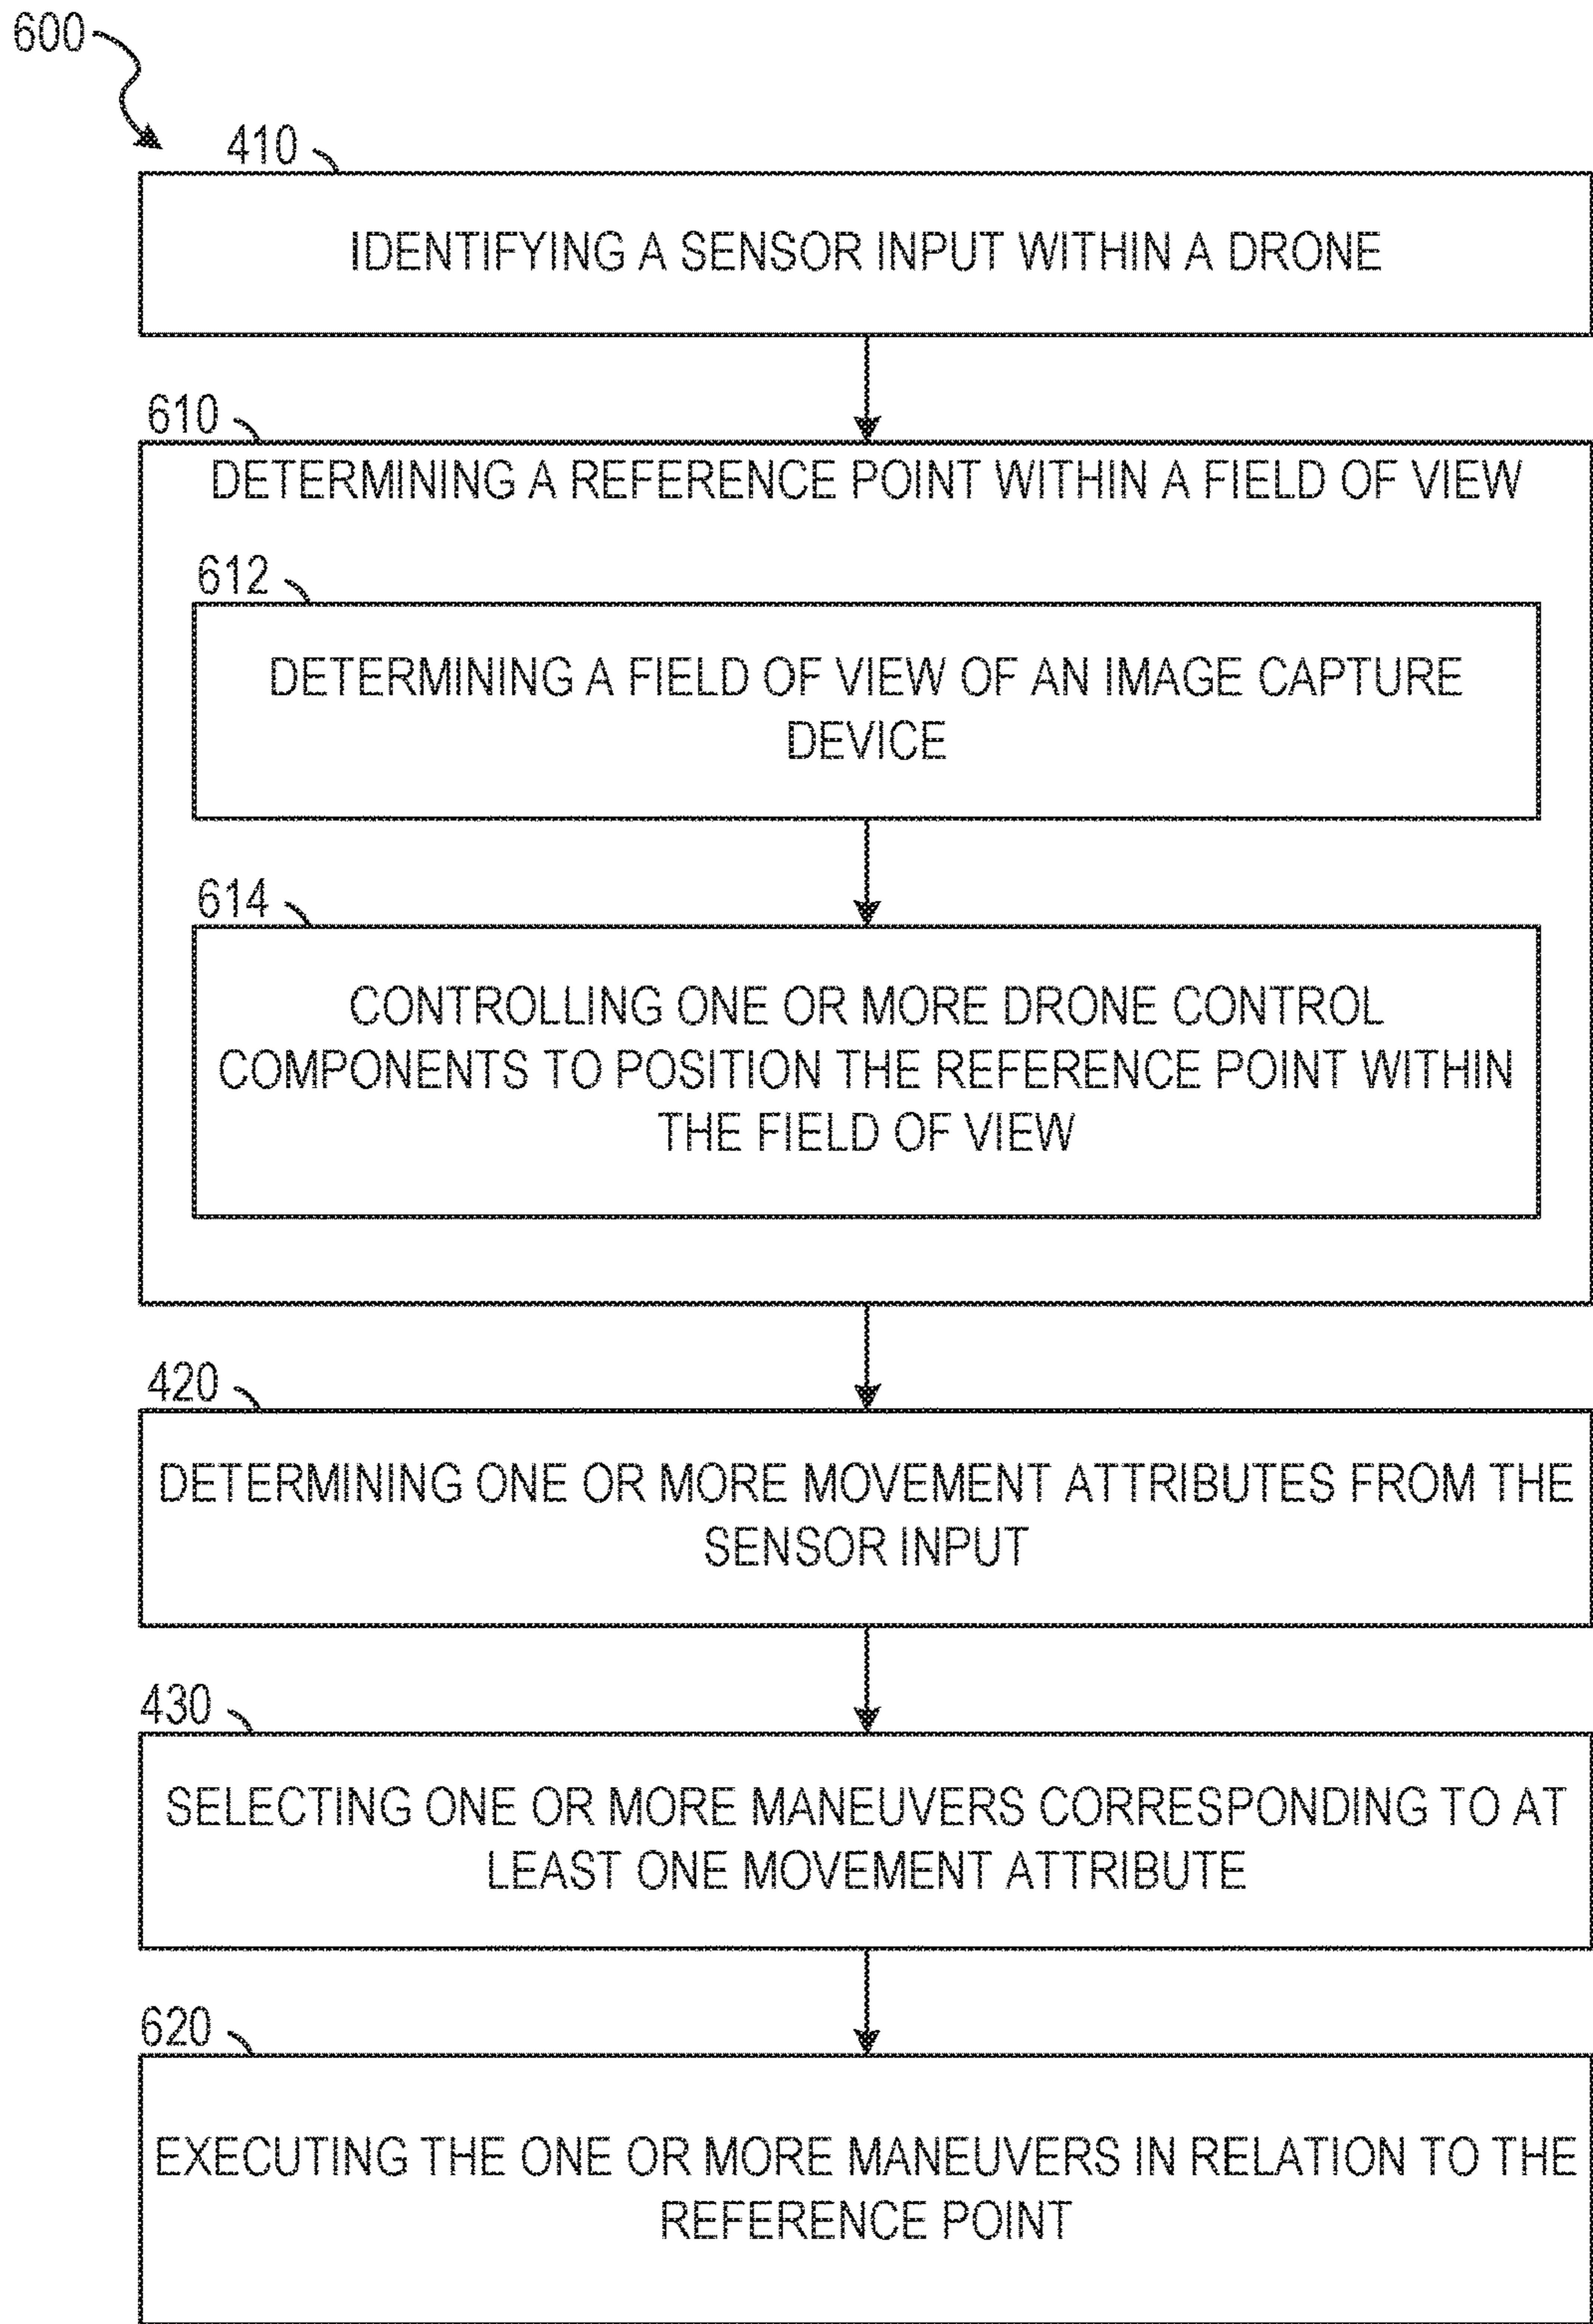 600
410
IDENTIFYING A SENSOR INPUT WITHIN A DRONE
610
DETERMINING A REFERENCE POINT WITHIN A FIELD OF VIEW
612
DETERMINING A FIELD OF VIEW OF AN IMAGE CAPTURE
DEVICE
614
CONTROLLING ONE OR MORE DRONE CONTROL
COMPONENTS TO POSITION THE REFERENCE POINT WITHIN
THE FIELD OF VIEW
420
DETERMINING ONE OR MORE MOVEMENT ATTRIBUTES FROM THE
SENSOR INPUT
430
SELECTING ONE OR MORE MANEUVERS CORRESPONDING TO AT
LEAST ONE MOVEMENT ATTRIBUTE
620
EXECUTING THE ONE OR MORE MANEUVERS IN RELATION TO THE
REFERENCE POINT